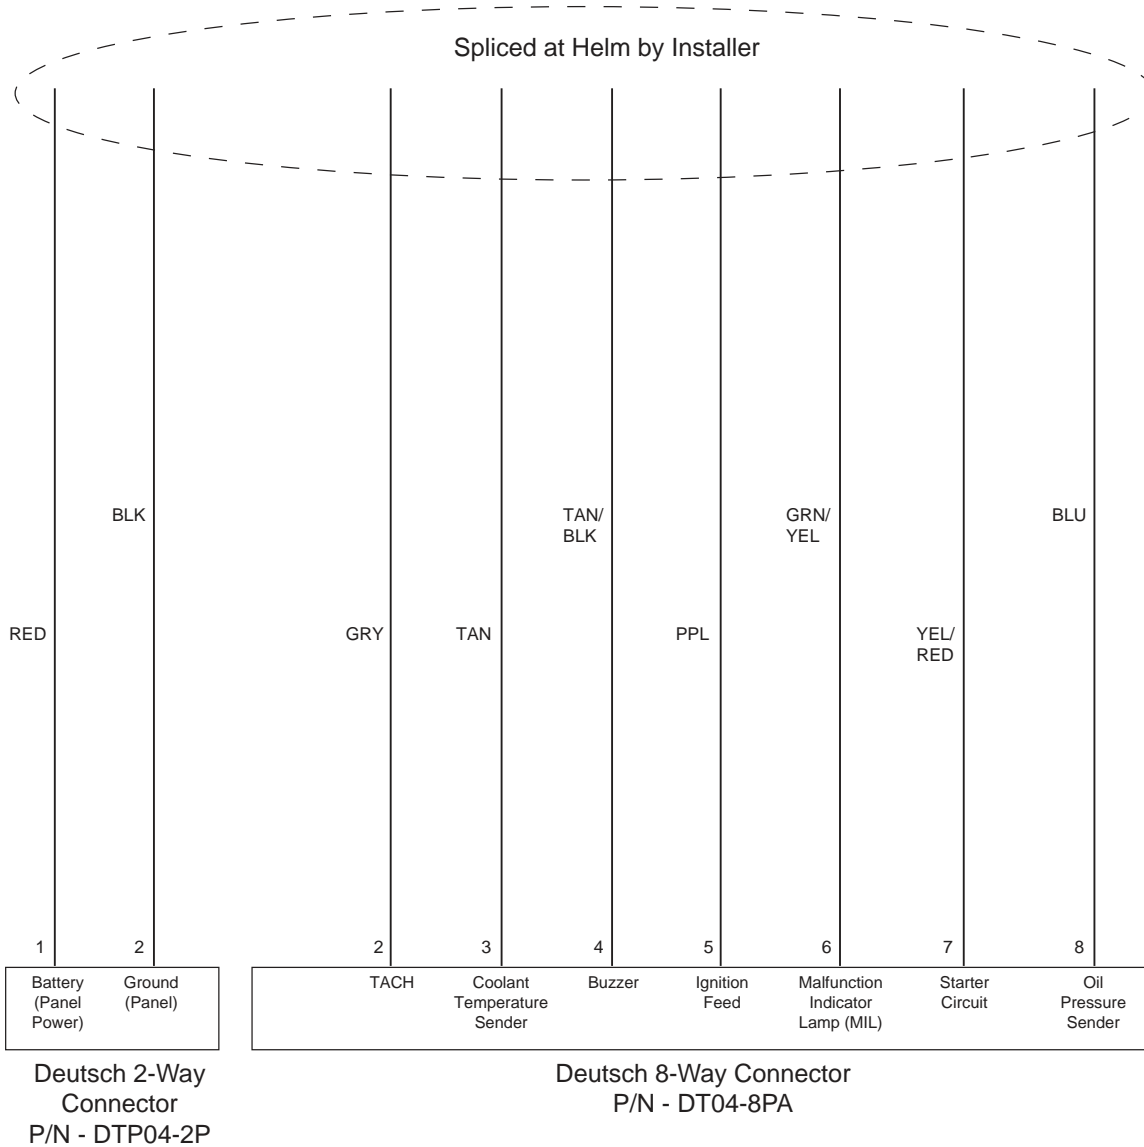 Spliced at Helm by Installer
BLK
TAN/
BLK
GRN/
YEL
BLU
RED
GRY
TAN
PPL
YEL/
RED
1
2
2
3
4
5
6
7
8
Battery
(Panel
Power)
Ground
(Panel)
TACH
Coolant
Temperature
Sender
Buzzer
Ignition
Feed
Malfunction
Indicator
Lamp (MIL)
Starter
Circuit
Oil
Pressure
Sender
Deutsch 2-Way
Connector
P/N - DTP04-2P
Deutsch 8-Way Connector
P/N - DT04-8PA